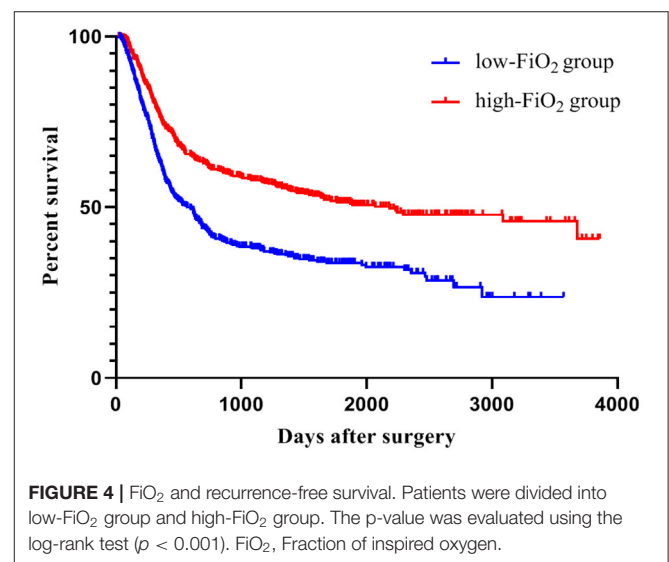 100
50
0
Percent survival
low-FiO₂ group
high-FiO₂ group
0 1000 2000 3000 4000
Days after surgery
FIGURE 4 | FiO₂ and recurrence-free survival. Patients were divided into
low-FiO₂ group and high-FiO₂ group. The p-value was evaluated using the
log-rank test (p < 0.001). FiO₂, Fraction of inspired oxygen.